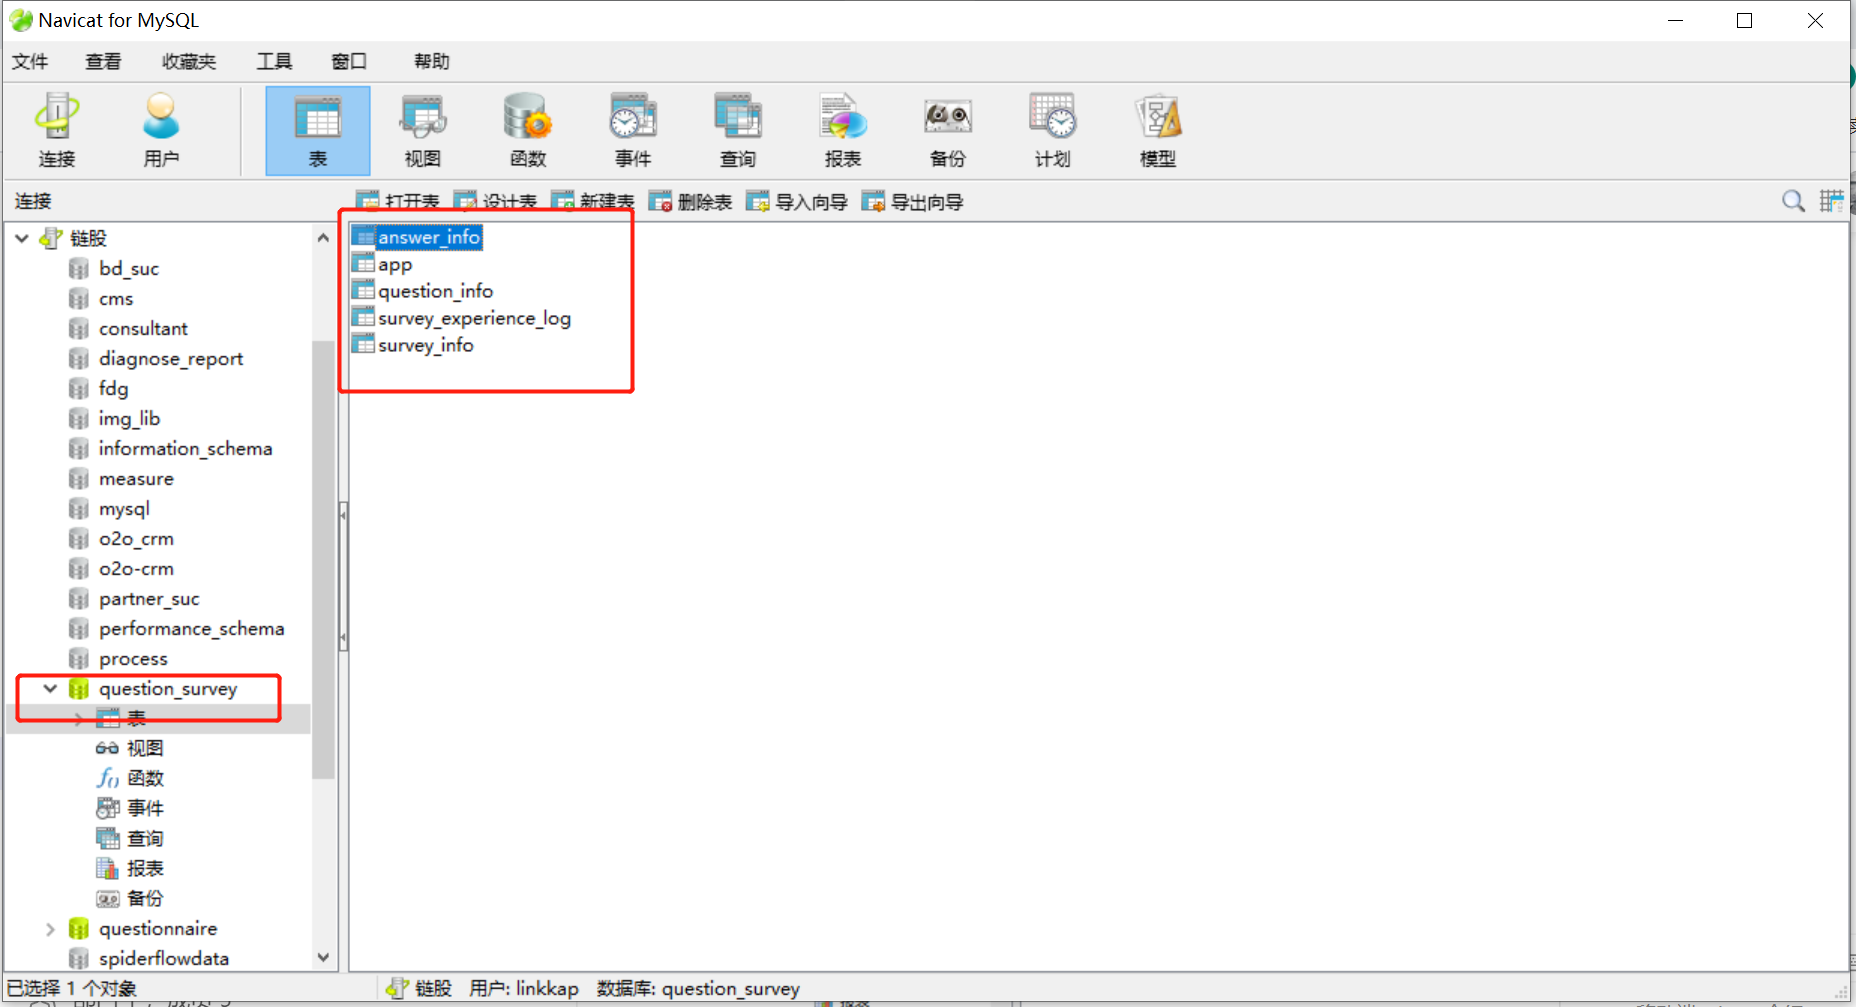 Navicat for MySQL
文件 查看 收藏夹 工具 窗口 帮助
连接 用户 表 视图 函数 事件 查询 报表 备份 计划 模型
连接 打开表 设计表 新建表 删除表 导入向导 导出向导
链股
bd_suc
cms
consultant
diagnose_report
fdg
img_lib
information_schema
measure
mysql
o2o_crm
o2o-crm
partner_suc
performance_schema
process
question_survey
表
视图
函数
事件
查询
报表
备份
questionnaire
spiderflowdata
answer_info
app
question_info
survey_experience_log
survey_info
已选择 1 个对象 链股 用户: linkkap 数据库: question_survey